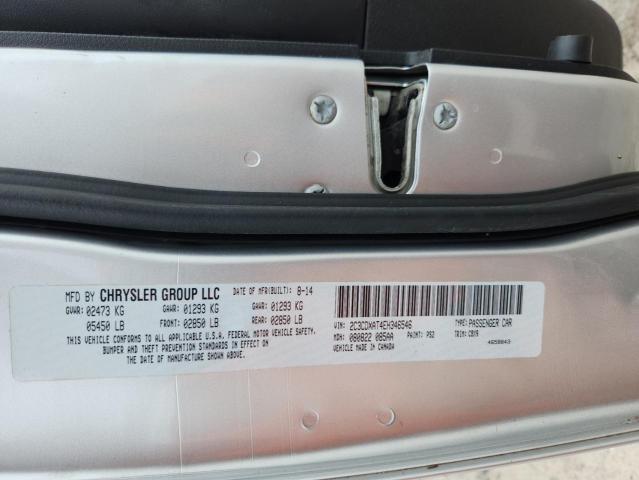 MFD BY CHRYSLER GROUP LLC DATE OF MFR(BUILT): 8-14
GVWR: 02473 KG GAWR: 01293 KG GAWR: 01293 KG
05450 LB FRONT: 02850 LB REAR: 02850 LB
THIS VEHICLE CONFORMS TO ALL APPLICABLE U.S.A. FEDERAL MOTOR VEHICLE SAFETY,
BUMPER AND THEFT PREVENTION STANDARDS IN EFFECT ON
THE DATE OF MANUFACTURE SHOWN ABOVE.
VIN: 2C3CDXAT4EH346546 TYPE: PASSENGER CAR
MDH: 080822 085AA PAINT: PS2 TRIM: CBX9
VEHICLE MADE IN CANADA 4658843